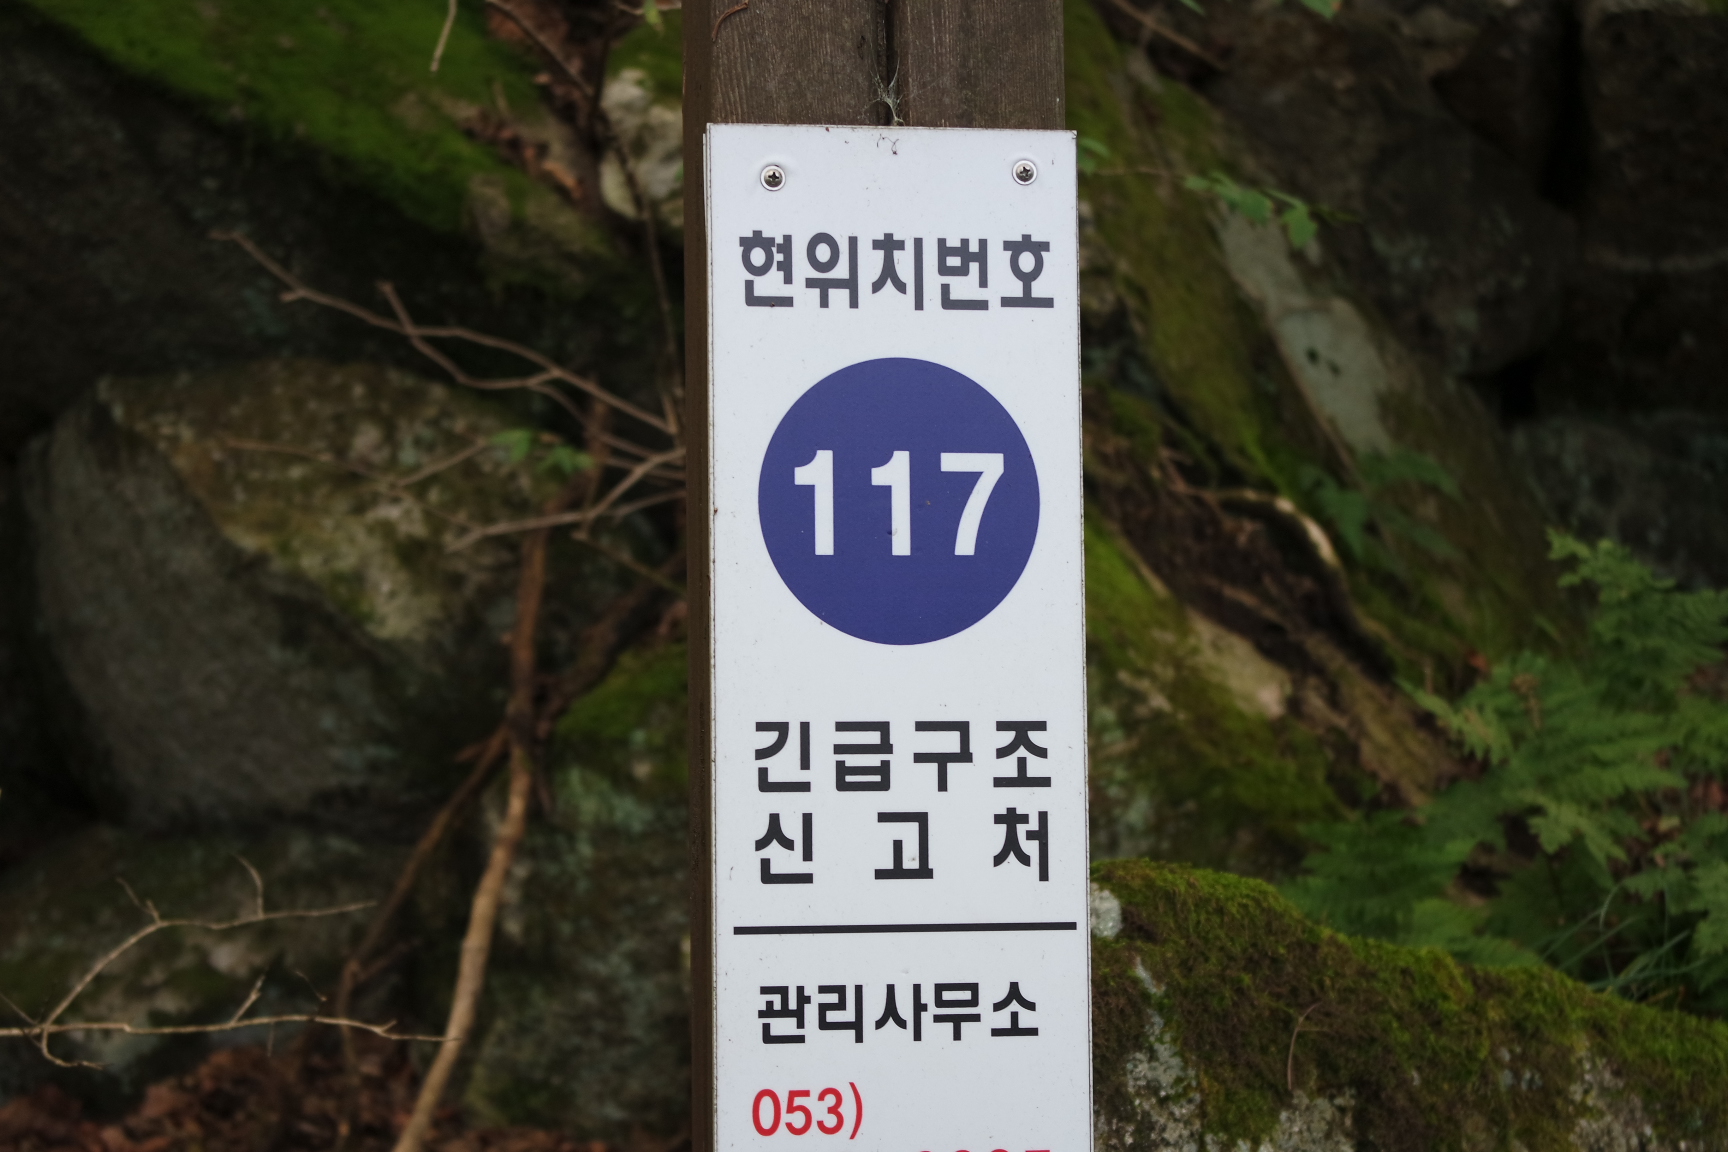 현위치번호
117
긴급구조
신 고 처
관리사무소
053)